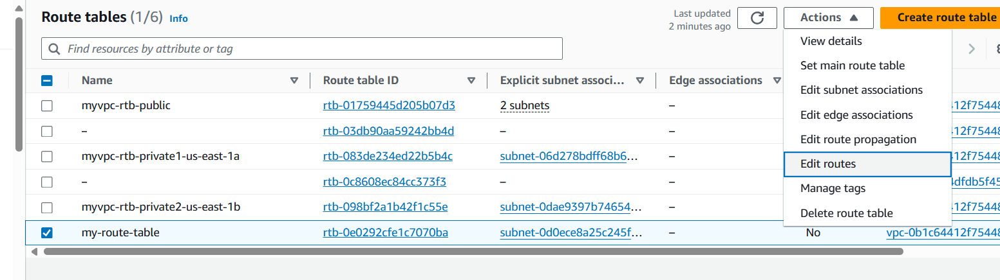 Route tables (1/6) Info
Last updated
2 minutes ago
Actions
Create route table
Find resources by attribute or tag
View details
Set main route table
Edit subnet associations
Edit edge associations
Edit route propagation
Edit routes
Manage tags
Delete route table
Name Route table ID Explicit subnet associ... Edge associations
myvpc-rtb-public rtb-01759445d205b07d3 2 subnets – 412f75448
– rtb-03db90aa59242bb4d – – 412f75448
myvpc-rtb-private1-us-east-1a rtb-083de234ed22b5b4c subnet-06d278bdff68b6... – 412f75448
– rtb-0c8608ec84cc373f3 – – 4dfdb5f45
myvpc-rtb-private2-us-east-1b rtb-098bf2a1b42f1c55e subnet-0dae9397b74654... – 412f75448
my-route-table rtb-0e0292cfe1c7070ba subnet-0d0ece8a25c245f... – No vpc-0b1c64412f75448